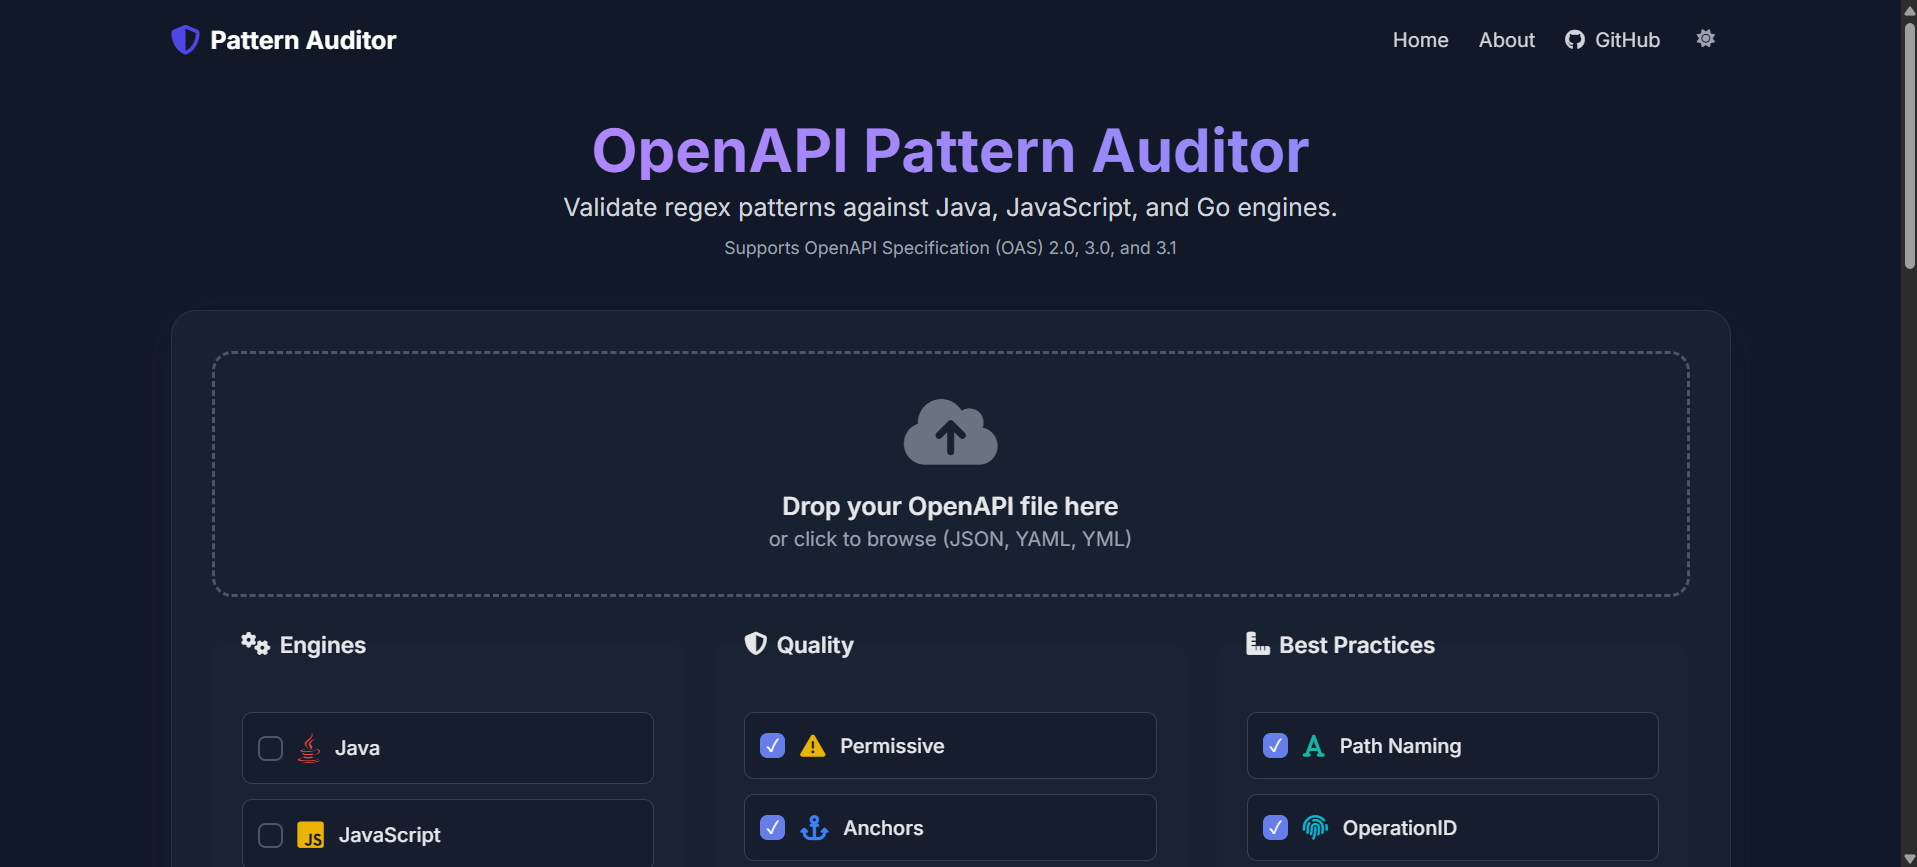 Pattern Auditor
Home About GitHub
OpenAPI Pattern Auditor
Validate regex patterns against Java, JavaScript, and Go engines.
Supports OpenAPI Specification (OAS) 2.0, 3.0, and 3.1
Drop your OpenAPI file here
or click to browse (JSON, YAML, YML)
Engines
Java
JS JavaScript
Quality
Permissive
Anchors
Best Practices
Path Naming
OperationID